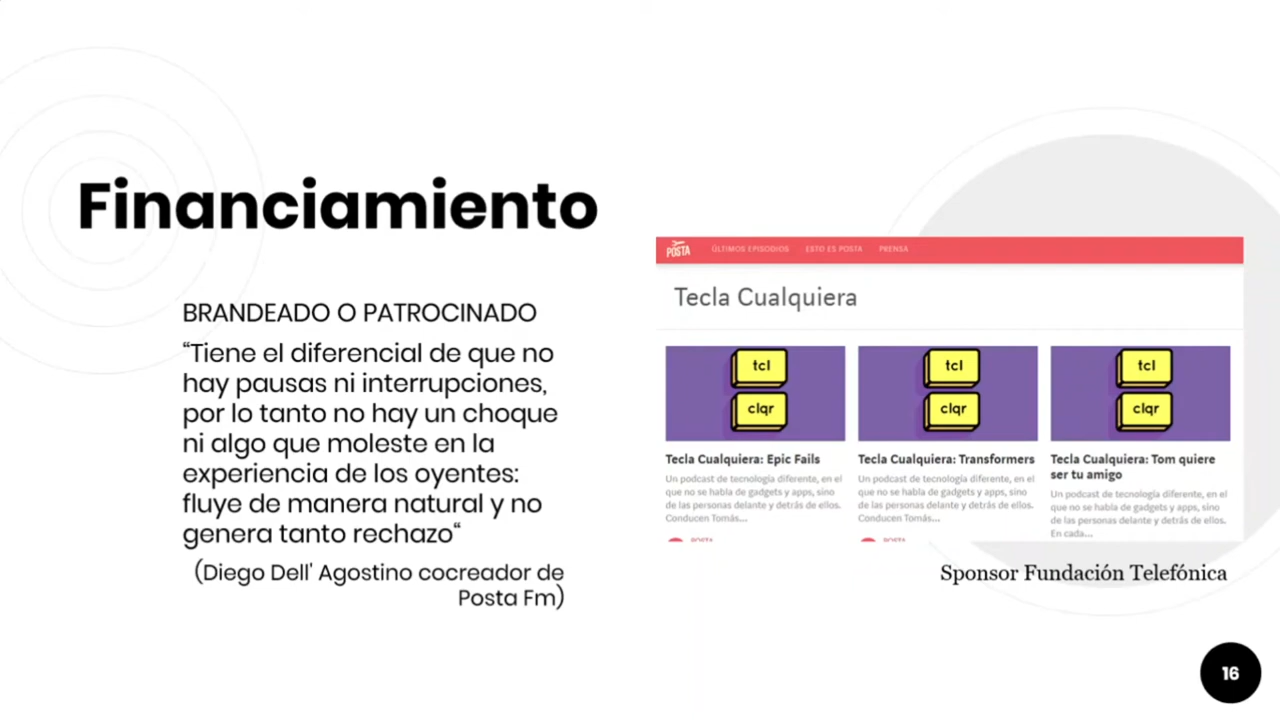 Financiamiento
BRANDEADO O PATROCINADO
“Tiene el diferencial de que no
hay pausas ni interrupciones,
por lo tanto no hay un choque
ni algo que moleste en la
experiencia de los oyentes:
fluye de manera natural y no
genera tanto rechazo“
(Diego Dell' Agostino cocreador de
Posta Fm)
POSTA
ÚLTIMOS EPISODIOS ESTO ES POSTA PRENSA
Tecla Cualquiera
tcl
clqr
Tecla Cualquiera: Epic Fails
Un podcast de tecnología diferente, en el
que no se habla de gadgets y apps, sino
de las personas delante y detrás de ellos.
Conducen Tomás...
POSTA
tcl
clqr
Tecla Cualquiera: Transformers
Un podcast de tecnología diferente, en el
que no se habla de gadgets y apps, sino
de las personas delante y detrás de ellos.
Conducen Tomás...
POSTA
tcl
clqr
Tecla Cualquiera: Tom quiere
ser tu amigo
Un podcast de tecnología diferente, en el
que no se habla de gadgets y apps, sino
de las personas delante y detrás de ellos.
En cada...
Sponsor Fundación Telefónica
16